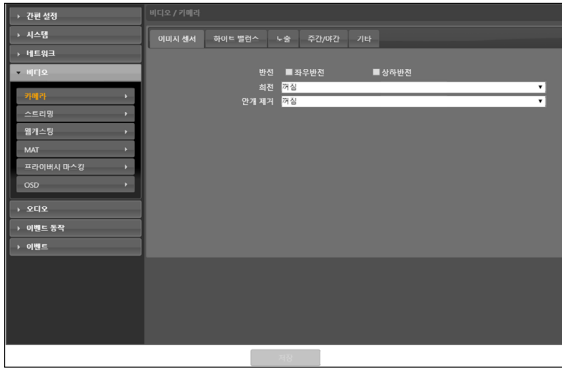 간편 설정
시스템
네트워크
비디오
카메라
스트리밍
웹캐스팅
MAT
프라이버시 마스킹
OSD
오디오
이벤트 동작
이벤트
비디오 / 카메라
이미지 센서 화이트 밸런스 노출 주간/야간 기타
반전 좌우반전 상하반전
회전 꺼짐
안개 제거 꺼짐
저장